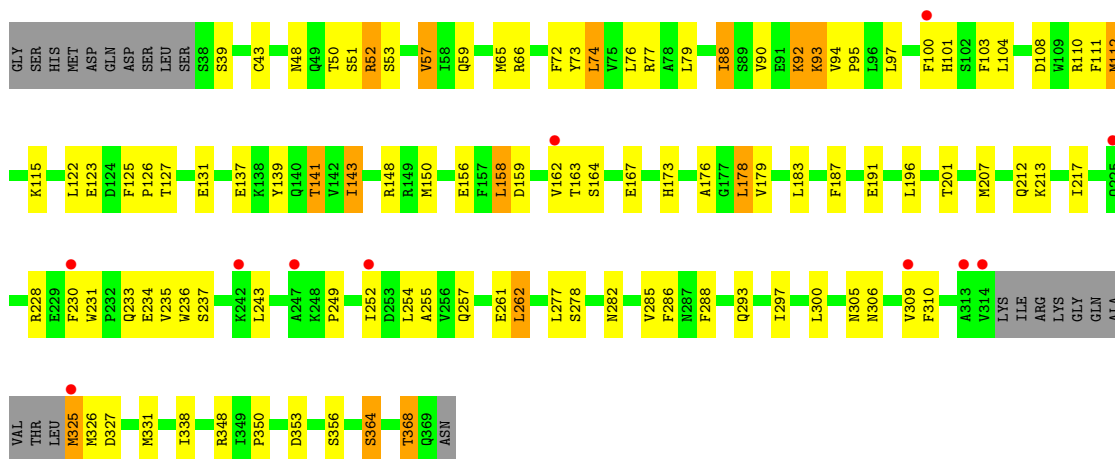 GLY SER HIS MET ASP GLN ASP SER LEU SER S38 S39 C43 N48 Q49 T50 S51 R52 S53 V57 I58 Q59 M65 R66 F72 Y73 L74 V75 L76 R77 A78 L79 I88 S89 V90 E91 K92 K93 V94 P95 L96 L97 F100 H101 S102 F103 L104 D108 W109 R110 F111 M112
K115 L122 E123 D124 F125 P126 T127 E131 E137 K138 Y139 Q140 T141 V142 I143 R148 R149 M150 E156 F157 L158 D159 V162 T163 S164 E167 H173 A176 G177 L178 V179 L183 F187 E191 L196 T201 M207 Q212 K213 I217
R228 E229 F230 W231 P232 Q233 E234 V235 W236 S237 K242 L243 A247 K248 P249 I252 D253 L254 A255 V256 Q257 E261 L262 L277 S278 N282 V285 F286 N287 F288 Q293 I297 L300 N305 N306 V309 F310 A313 V314 LYS ILE ARG LYS GLY GLN ALA
VAL THR LEU M325 M326 D327 M331 I338 R348 I349 P350 D353 S356 S364 T368 Q369 ASN